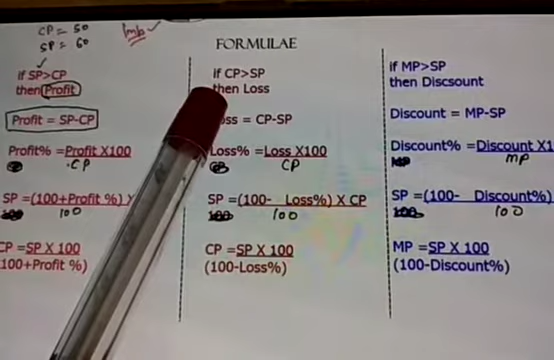 CP = 50
SP = 60
Imp ✓
FORMULAE
if SP>CP
then Profit
Profit = SP-CP
Profit% =Profit X100
CP
SP =(100+Profit %)
100
CP =SP X 100
(100+Profit %)
if CP>SP
then Loss
= CP-SP
Loss% =Loss X100
CP
SP =(100- Loss%) X CP
100
CP =SP X 100
(100-Loss%)
if MP>SP
then Discsount
Discount = MP-SP
Discount% =Discount X1
MP
SP =(100- Discount%)
100
MP =SP X 100
(100-Discount%)